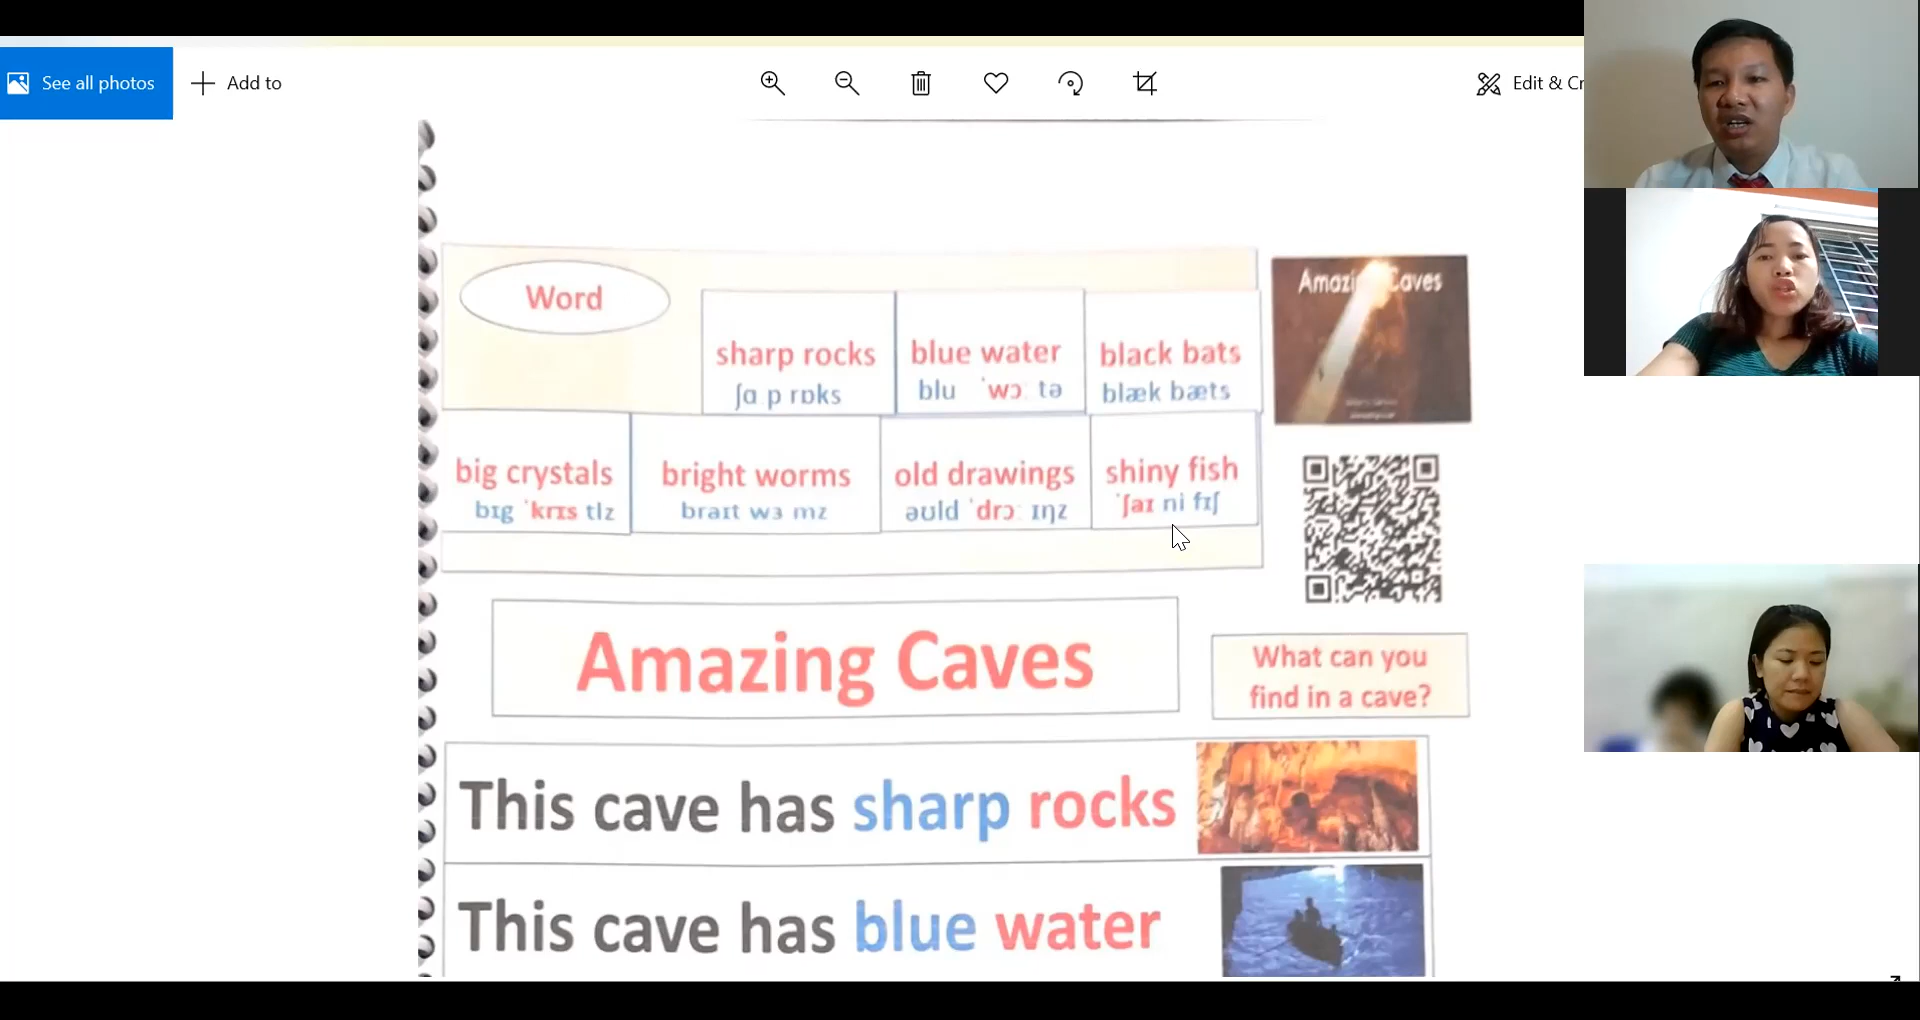 See all photos
Add to
Edit & Cr
Word
sharp rocks
ʃɑ p rɒks
blue water
blu ˈwɔː tə
black bats
blæk bæts
big crystals
bɪg ˈkrɪs tlz
bright worms
braɪt wɜ mz
old drawings
əʊld ˈdrɔː ɪŋz
shiny fish
ˈʃaɪ ni fɪʃ
Amazi Caves
Amazing Caves
What can you
find in a cave?
This cave has sharp rocks
This cave has blue water